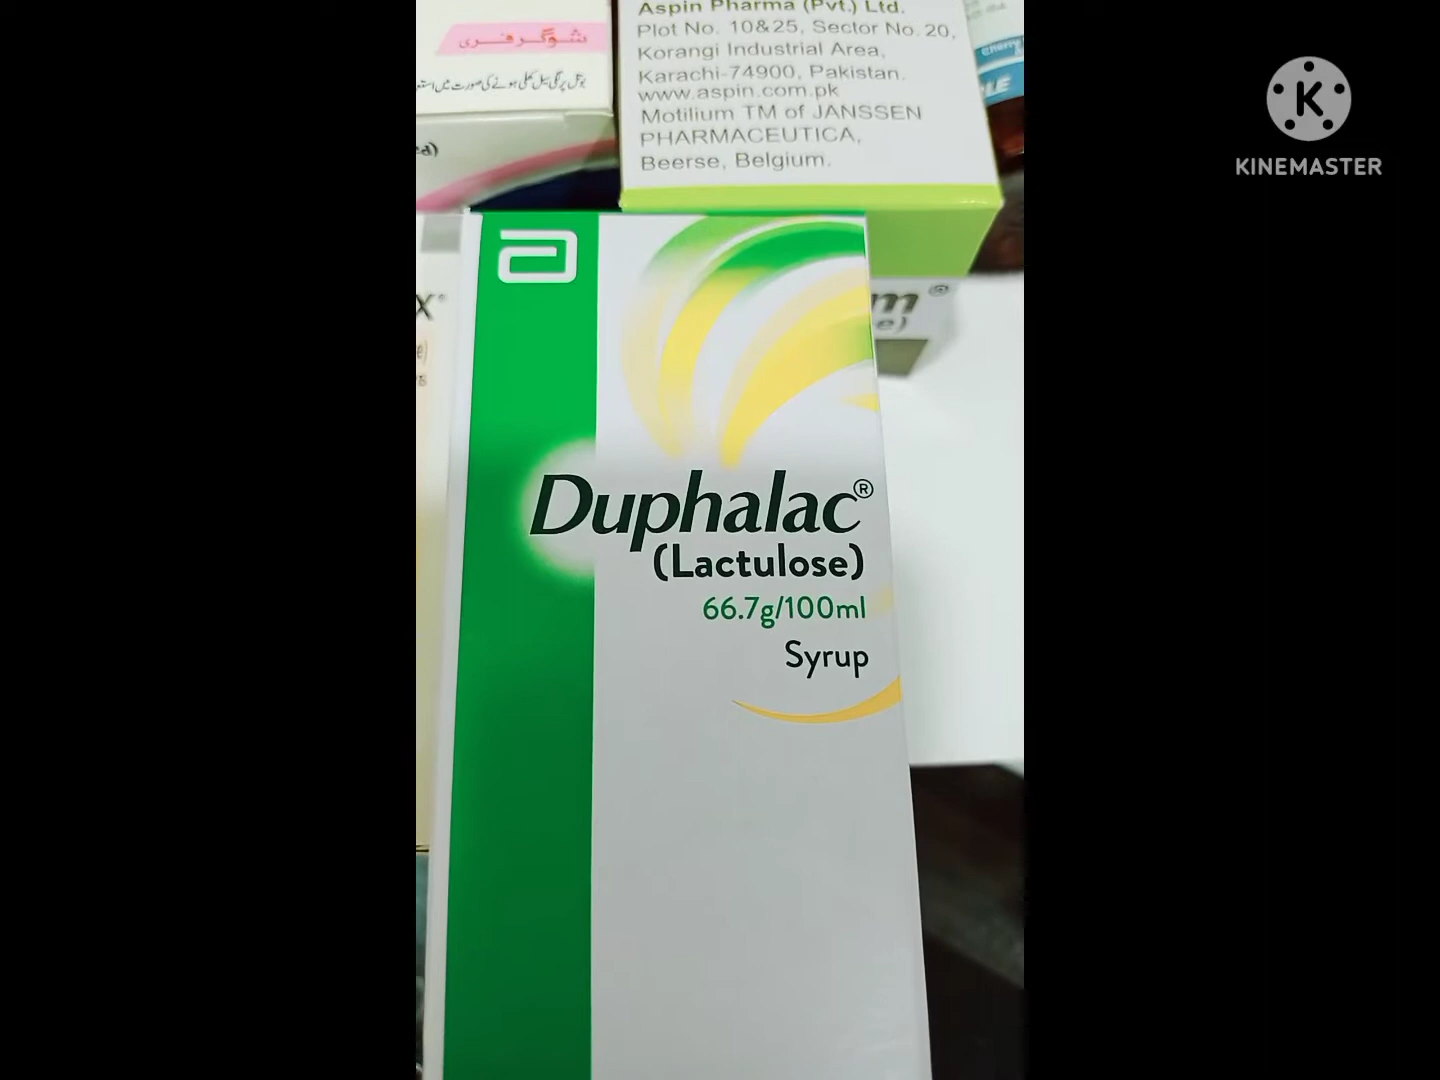 شوگر فری
Aspin Pharma (Pvt.) Ltd.
Plot No. 10&25, Sector No. 20,
Korangi Industrial Area,
Karachi-74900, Pakistan.
www.aspin.com.pk
Motilium TM of JANSSEN
PHARMACEUTICA,
Beerse, Belgium.
Cherry
KINEMASTER
Duphalac®
(Lactulose)
66.7g/100ml
Syrup